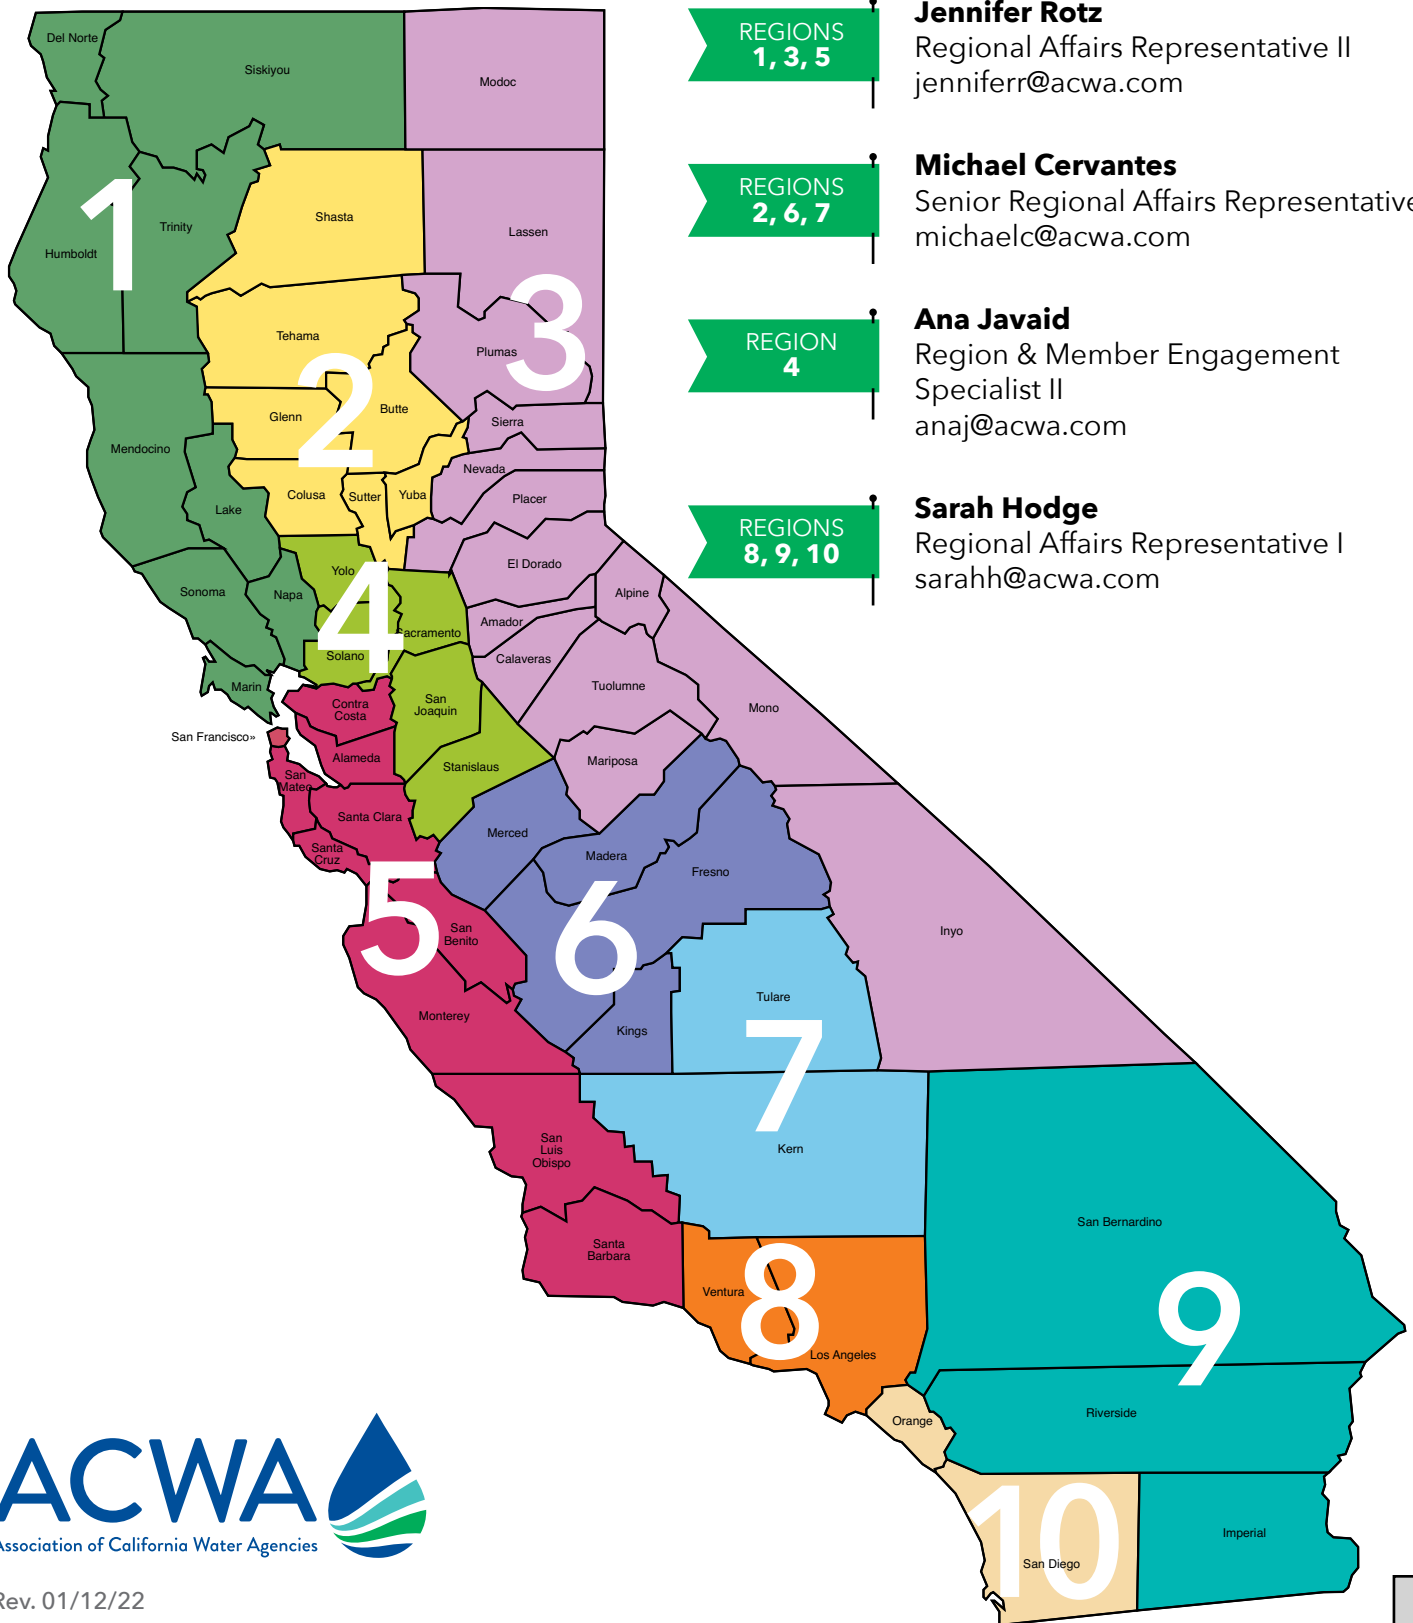 REGIONS
1, 3, 5
Jennifer Rotz
Regional Affairs Representative II
jenniferr@acwa.com
REGIONS
2, 6, 7
Michael Cervantes
Senior Regional Affairs Representative
michaelc@acwa.com
REGION
4
Ana Javaid
Region & Member Engagement
Specialist II
anaj@acwa.com
REGIONS
8, 9, 10
Sarah Hodge
Regional Affairs Representative I
sarahh@acwa.com
Del Norte
Siskiyou
Modoc
1
Humboldt
Trinity
Shasta
Lassen
3
Tehama
Plumas
2
Glenn
Butte
Sierra
Mendocino
Nevada
Colusa
Sutter
Yuba
Placer
Lake
Yolo
El Dorado
4
Sonoma
Napa
Alpine
Amador
Sacramento
Solano
Calaveras
Marin
Tuolumne
Contra
Costa
San
Joaquin
Mono
San Francisco»
Alameda
Stanislaus
Mariposa
San
Mateo
Santa Clara
Merced
Santa
Cruz
Madera
Fresno
5
6
San
Benito
Inyo
Tulare
Monterey
Kings
7
San
Luis
Obispo
Kern
San Bernardino
Santa
Barbara
Ventura
8
Los Angeles
9
Orange
Riverside
10
San Diego
Imperial
ACWA
Association of California Water Agencies
Rev. 01/12/22